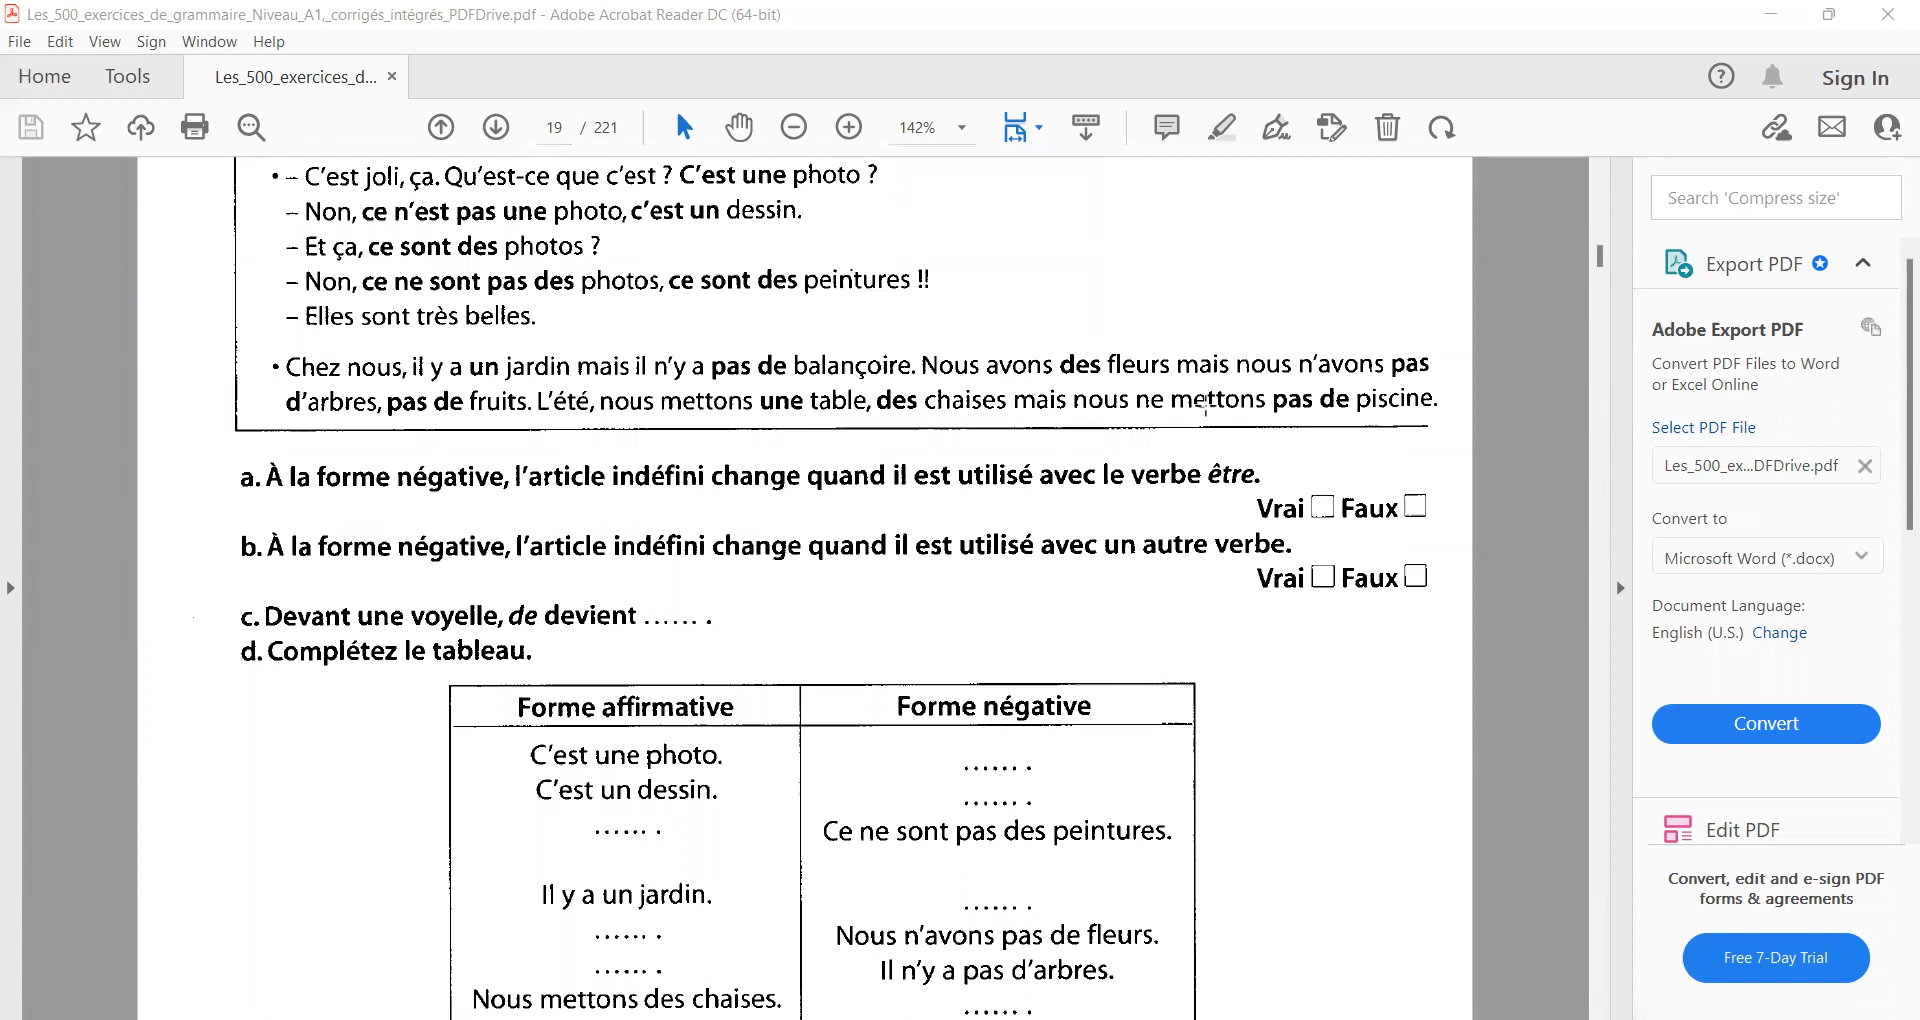 Les_500_exercices_de_grammaire_Niveau_A1,_corrigés_intégrés_PDFDrive.pdf - Adobe Acrobat Reader DC (64-bit)
File Edit View Sign Window Help
Home Tools Les_500_exercices_d... × Sign In
19 / 221 142%
• – C'est joli, ça. Qu'est-ce que c'est ? C'est une photo ?
– Non, ce n'est pas une photo, c'est un dessin.
– Et ça, ce sont des photos ?
– Non, ce ne sont pas des photos, ce sont des peintures !!
– Elles sont très belles.
• Chez nous, il y a un jardin mais il n'y a pas de balançoire. Nous avons des fleurs mais nous n'avons pas
d'arbres, pas de fruits. L'été, nous mettons une table, des chaises mais nous ne mettons pas de piscine.
a. À la forme négative, l'article indéfini change quand il est utilisé avec le verbe être.
Vrai ☐ Faux ☐
b. À la forme négative, l'article indéfini change quand il est utilisé avec un autre verbe.
Vrai ☐ Faux ☐
c. Devant une voyelle, de devient ...... .
d. Complétez le tableau.
Forme affirmative Forme négative
C'est une photo. ...... .
C'est un dessin. ...... .
...... . Ce ne sont pas des peintures.
Il y a un jardin. ...... .
...... . Nous n'avons pas de fleurs.
...... . Il n'y a pas d'arbres.
Nous mettons des chaises. ...... .
Search 'Compress size'
Export PDF
Adobe Export PDF
Convert PDF Files to Word
or Excel Online
Select PDF File
Les_500_ex...DFDrive.pdf
Convert to
Microsoft Word (*.docx)
Document Language:
English (U.S.) Change
Convert
Edit PDF
Convert, edit and e-sign PDF
forms & agreements
Free 7-Day Trial